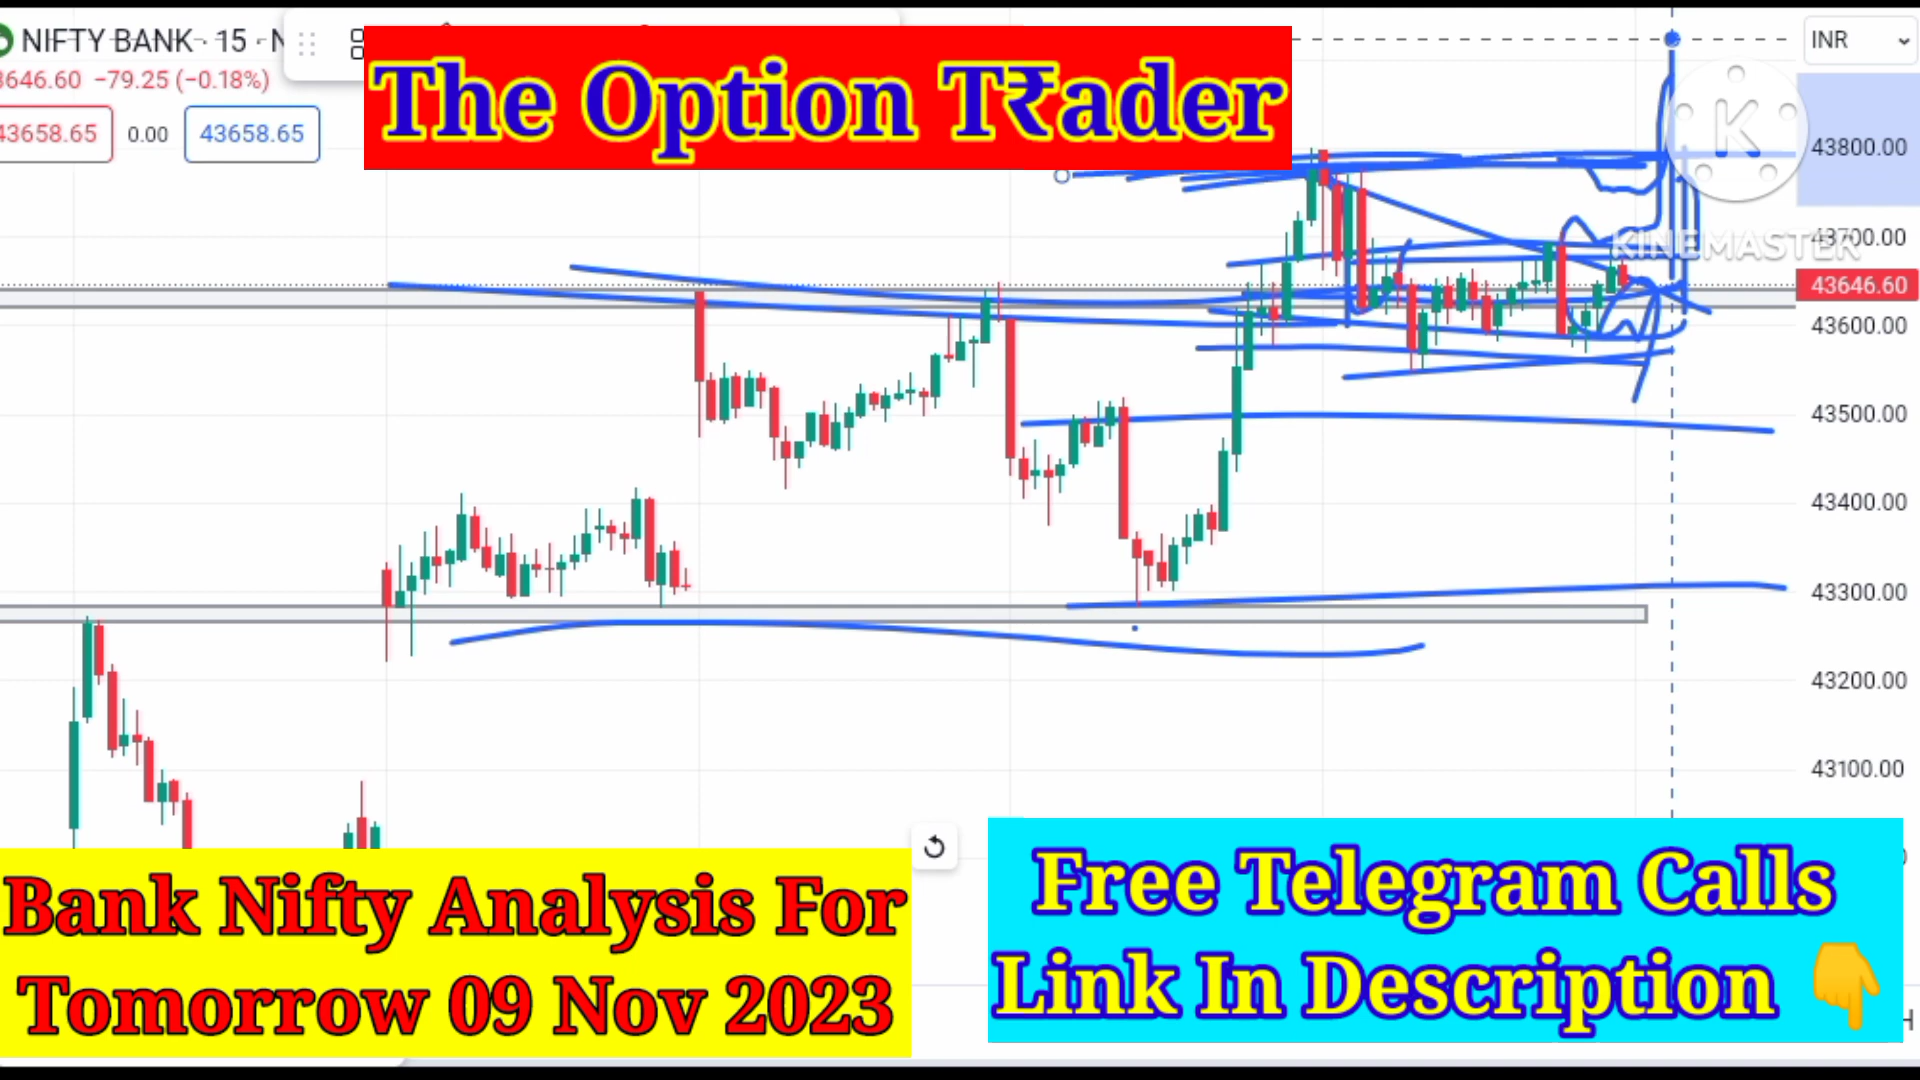 NIFTY BANK · 15 · N
3646.60 −79.25 (−0.18%)
43658.65 0.00 43658.65
The Option T₹ader
INR
K
KINEMASTER
43800.00
43700.00
43646.60
43600.00
43500.00
43400.00
43300.00
43200.00
43100.00
Bank Nifty Analysis For
Tomorrow 09 Nov 2023
Free Telegram Calls
Link In Description 👇